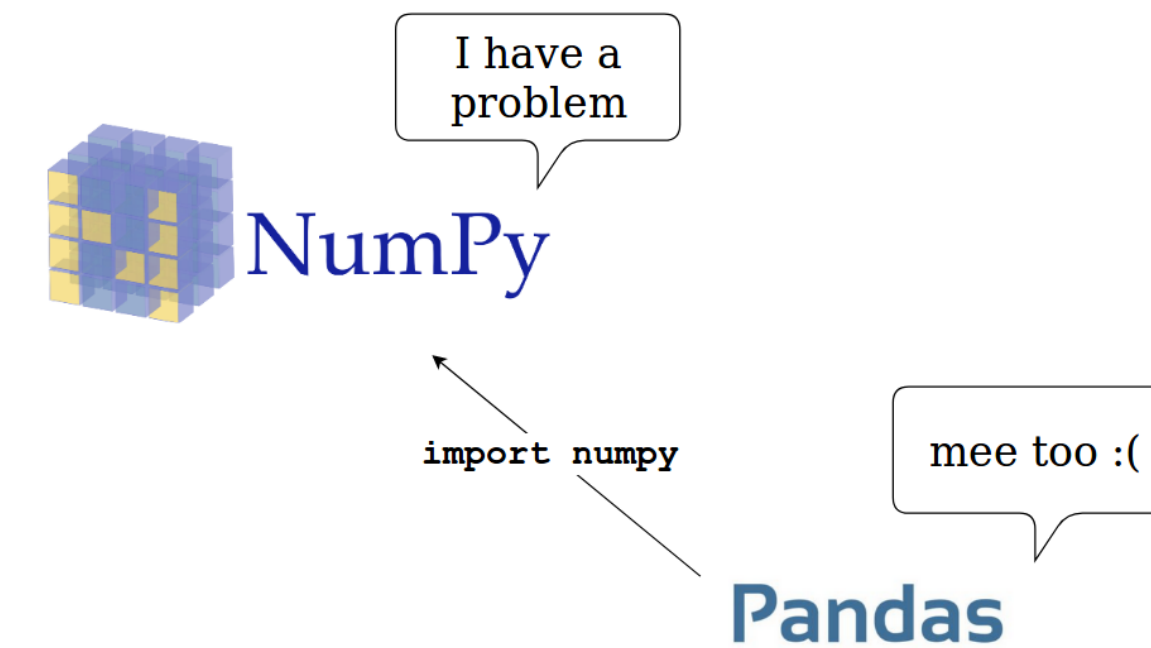 I have a
problem
NumPy
import numpy
mee too :(
Pandas